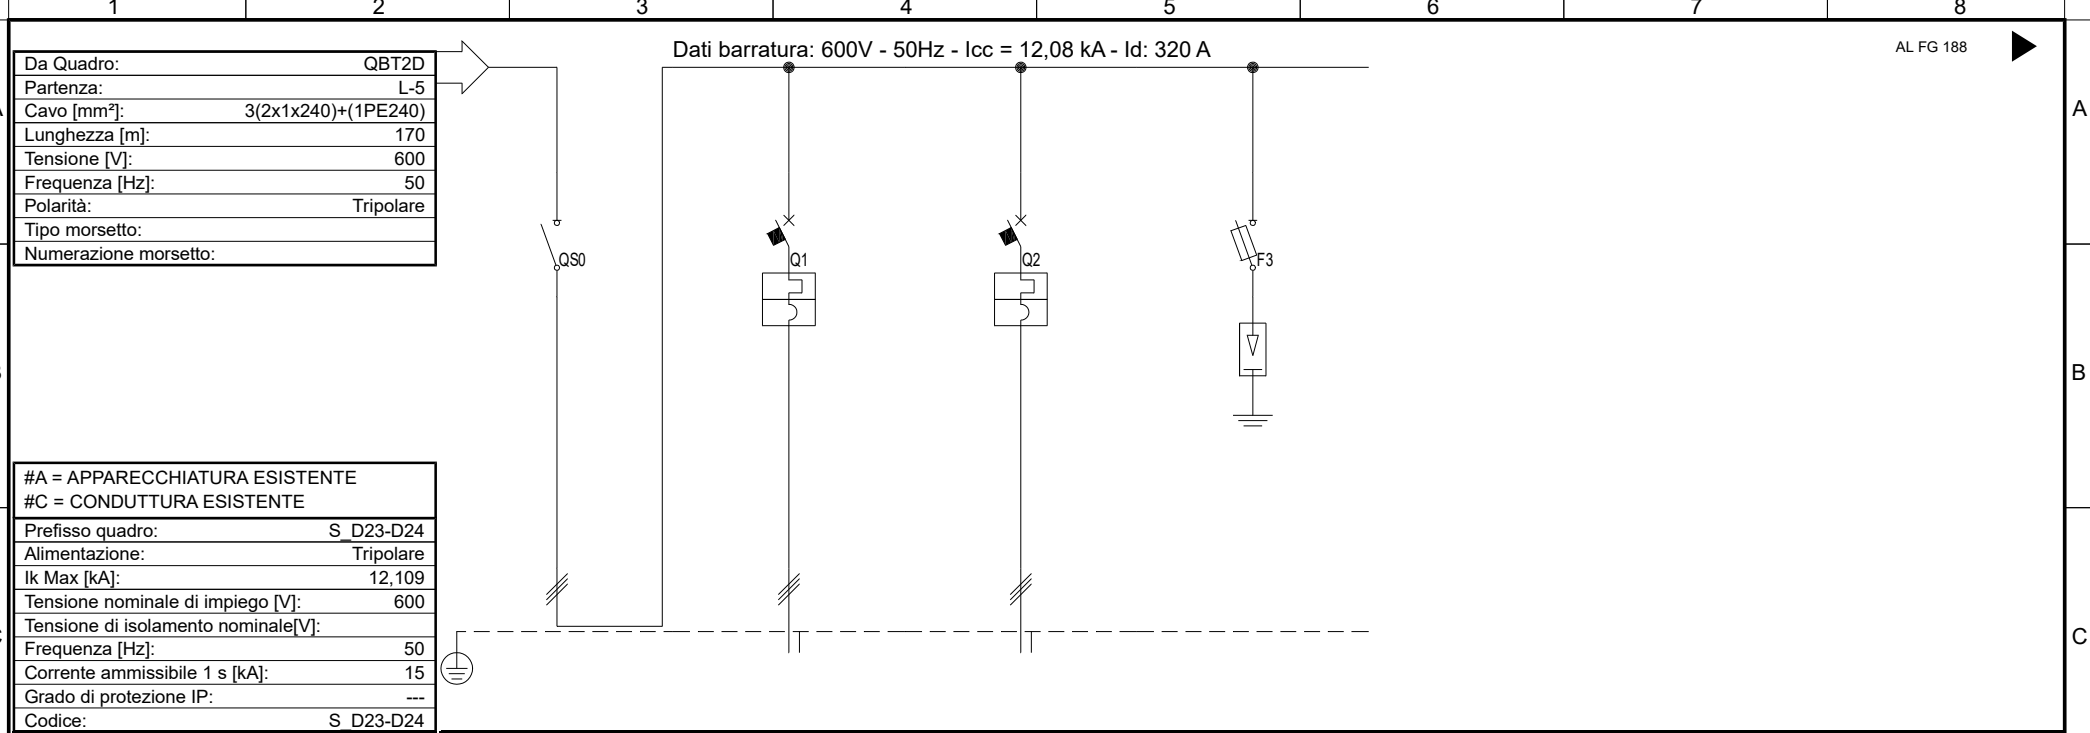 1 2 3 4 5 6 7 8
Dati barratura: 600V - 50Hz - Icc = 12,08 kA - Id: 320 A
AL FG 188
Da Quadro: QBT2D
Partenza: L-5
Cavo [mm²]: 3(2x1x240)+(1PE240)
Lunghezza [m]: 170
Tensione [V]: 600
Frequenza [Hz]: 50
Polarità: Tripolare
Tipo morsetto:
Numerazione morsetto:
A
QS0 Q1 Q2 F3
B
#A = APPARECCHIATURA ESISTENTE
#C = CONDUTTURA ESISTENTE
Prefisso quadro: S_D23-D24
Alimentazione: Tripolare
Ik Max [kA]: 12,109
Tensione nominale di impiego [V]: 600
Tensione di isolamento nominale[V]:
Frequenza [Hz]: 50
Corrente ammissibile 1 s [kA]: 15
Grado di protezione IP: ---
Codice: S_D23-D24
C